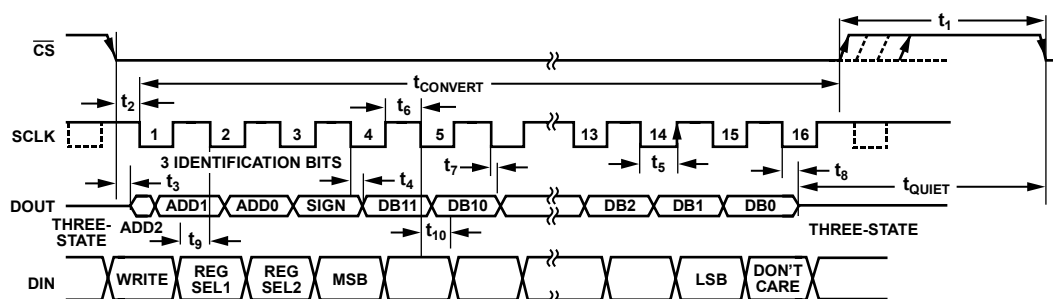 t1
CS
tCONVERT
t2
t6
SCLK
1 2 3 4 5 13 14 15 16
3 IDENTIFICATION BITS
t3 t4 t7 t5 t8
tQUIET
DOUT
ADD1 ADD0 SIGN DB11 DB10 DB2 DB1 DB0
THREE-STATE
ADD2
THREE-STATE
t9
t10
DIN
WRITE
REG SEL1
REG SEL2
MSB
LSB
DON'T CARE